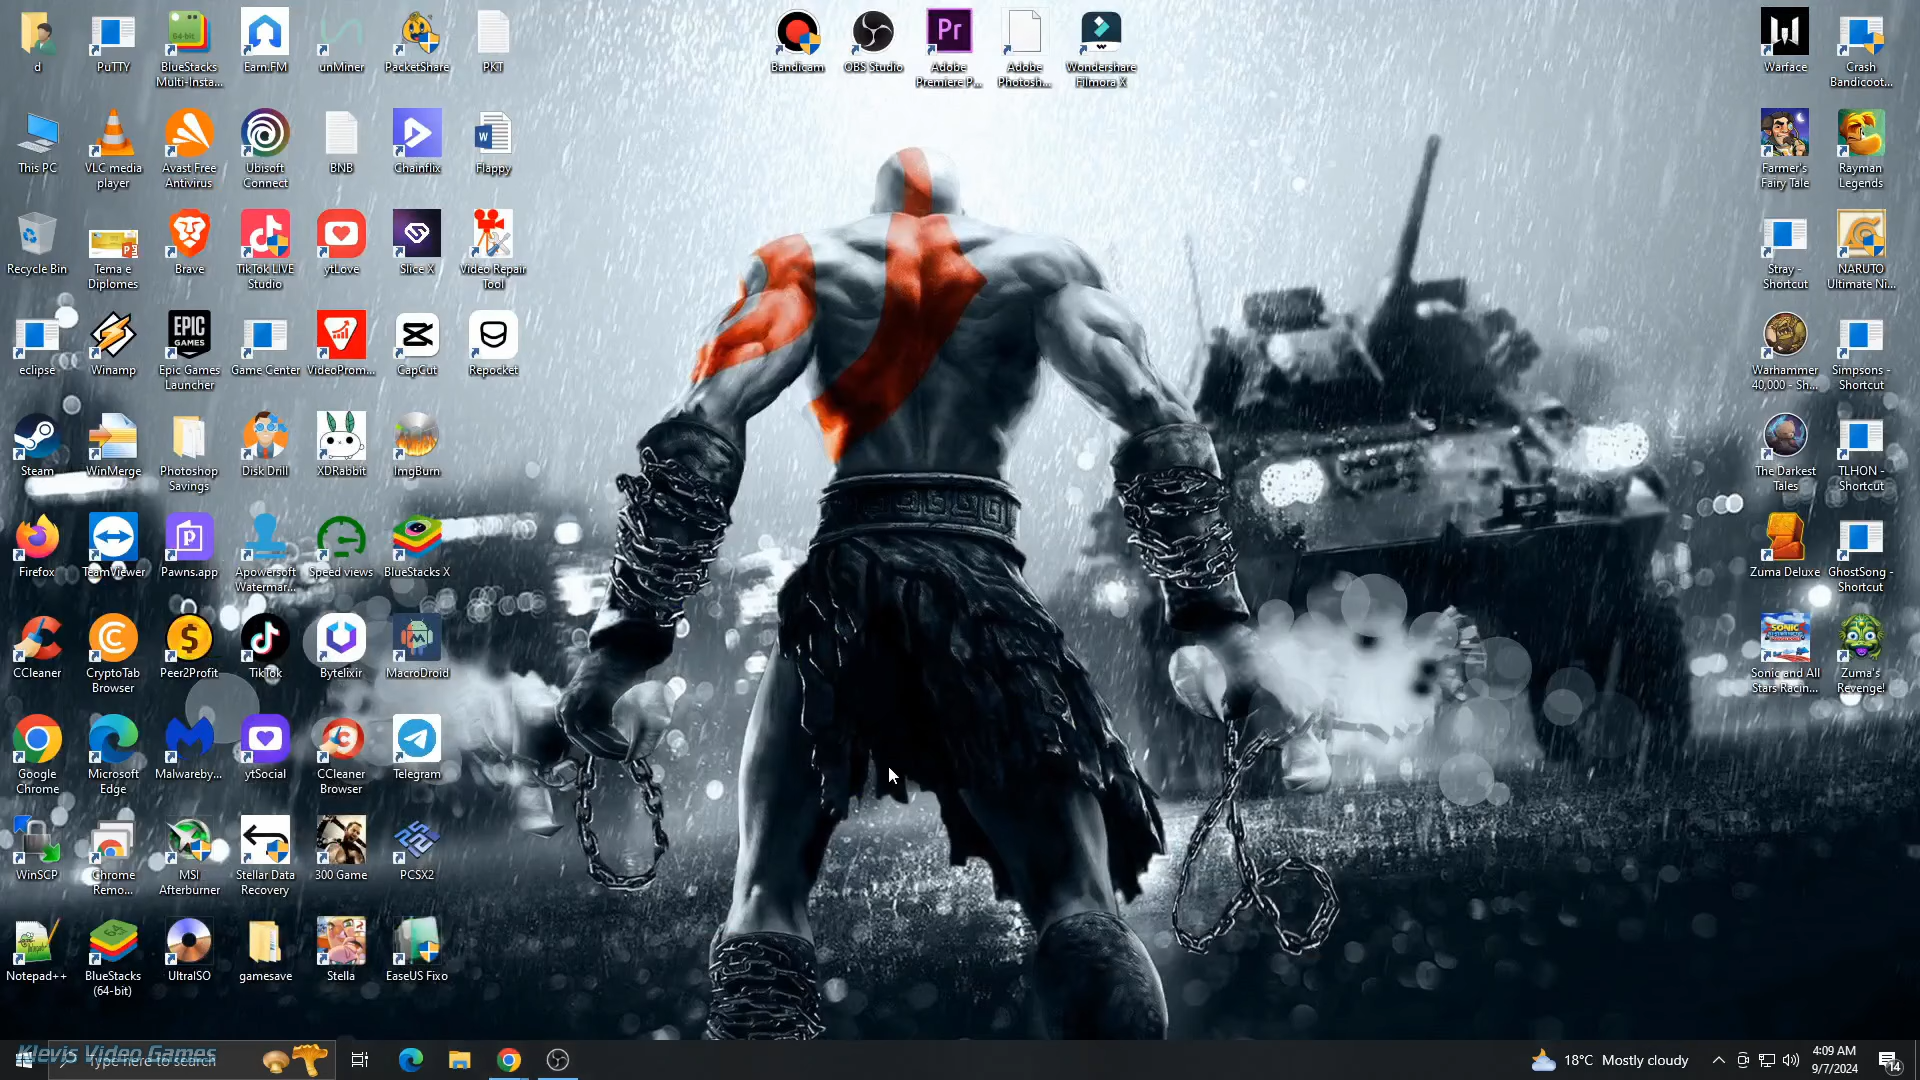 d
PuTTY
BlueStacks
Multi-Insta...
Earn.FM
unMiner
PacketShare
PKT
Bandicam
OBS Studio
Pr
Adobe
Premiere P...
Adobe
Photosh...
Wondershare
Filmora X
Warface
Crash
Bandicoot...
This PC
VLC media
player
Avast Free
Antivirus
Ubisoft
Connect
BNB
Chainflix
Flappy
Farmer's
Fairy Tale
Rayman
Legends
Recycle Bin
Tema e
Diplomes
Brave
TikTok LIVE
Studio
ytLove
Slice X
Video Repair
Tool
Stray -
Shortcut
NARUTO
Ultimate Ni...
eclipse
Winamp
EPIC
GAMES
Epic Games
Launcher
Game Center
VideoProm...
CapCut
Repocket
Warhammer
40,000 - Sh...
Simpsons -
Shortcut
Steam
WinMerge
Photoshop
Savings
Disk Drill
XDRabbit
ImgBurn
The Darkest
Tales
TLHON -
Shortcut
Firefox
TeamViewer
Pawns.app
Apowersoft
Watermar...
Speed views
BlueStacks X
Zuma Deluxe
GhostSong -
Shortcut
CCleaner
CryptoTab
Browser
Peer2Profit
TikTok
Bytelixir
MacroDroid
Sonic and All
Stars Racin...
Zuma's
Revenge!
Google
Chrome
Microsoft
Edge
Malwareby...
ytSocial
CCleaner
Browser
Telegram
WinSCP
Chrome
Remo...
MSI
Afterburner
Stellar Data
Recovery
300 Game
PCSX2
Notepad++
BlueStacks
(64-bit)
UltraISO
gamesave
Stella
EaseUS Fixo
Klevis Video Games
Type here to search
18°C Mostly cloudy
4:09 AM
9/7/2024
14